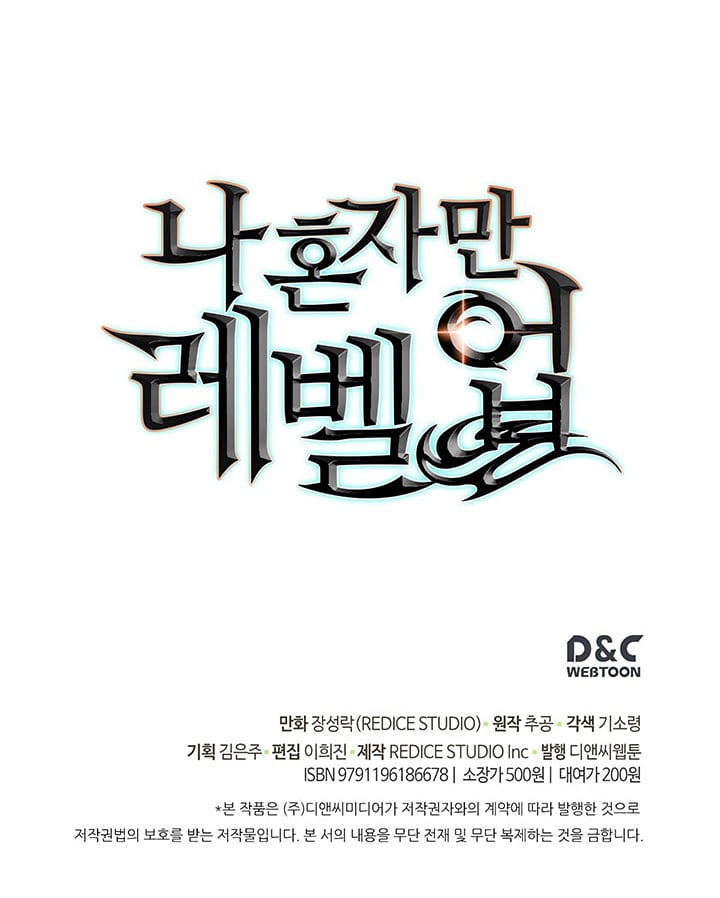 나 혼자만
레벨업
D&C
WEBTOON
만화 장성락(REDICE STUDIO) • 원작 추공 • 각색 기소령
기획 김은주 • 편집 이희진 • 제작 REDICE STUDIO Inc • 발행 디앤씨웹툰
ISBN 9791196186678 | 소장가 500원 | 대여가 200원
*본 작품은 (주)디앤씨미디어가 저작권자와의 계약에 따라 발행한 것으로
저작권법의 보호를 받는 저작물입니다. 본 서의 내용을 무단 전재 및 무단 복제하는 것을 금합니다.